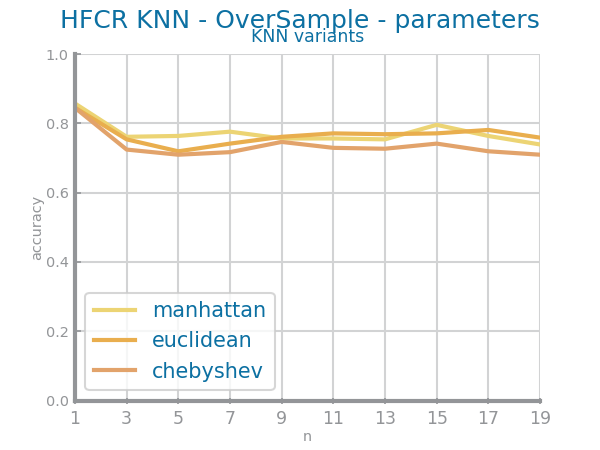 HFCR KNN - OverSample - parameters
KNN variants
1.0
0.8
0.6
0.4
0.2
0.0
accuracy
manhattan
euclidean
chebyshev
1 3 5 7 9 11 13 15 17 19
n